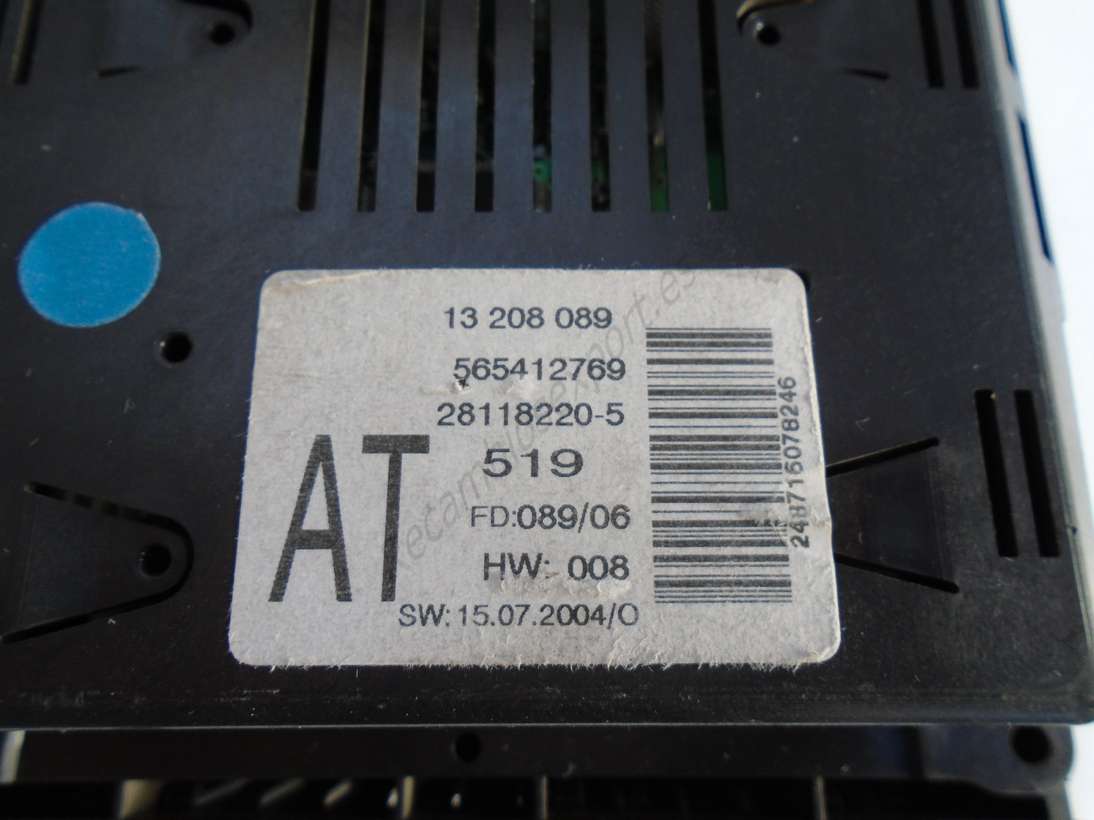 13 208 089
565412769
28118220-5
AT
519
FD:089/06
HW: 008
SW:15.07.2004/O
248716078246